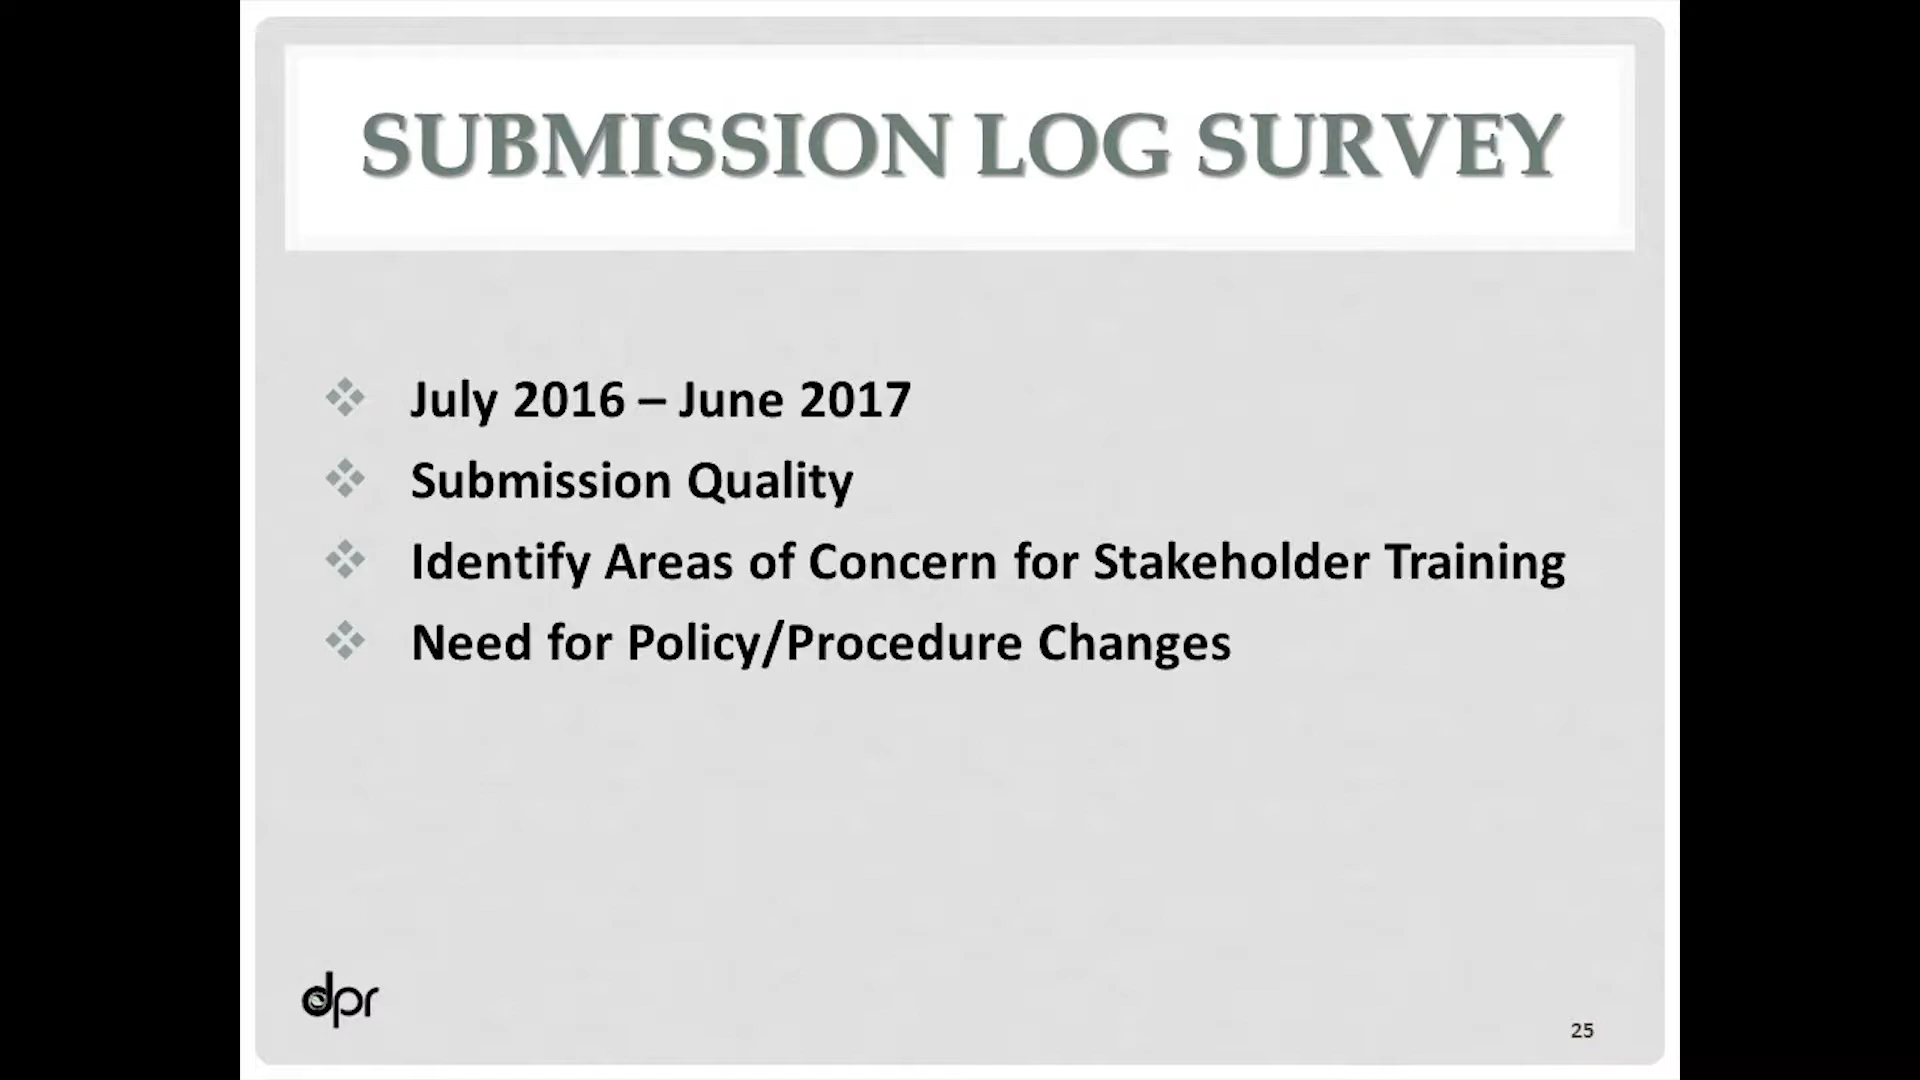 SUBMISSION LOG SURVEY
July 2016 – June 2017
Submission Quality
Identify Areas of Concern for Stakeholder Training
Need for Policy/Procedure Changes
dpr
25